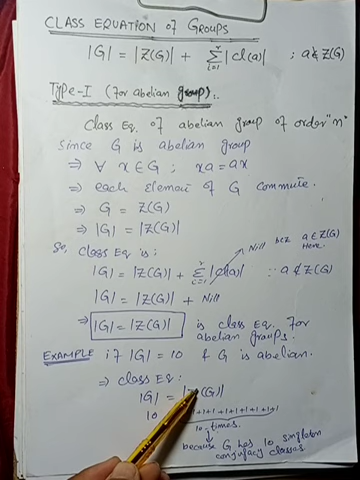 CLASS EQUATION OF GROUPS
|G| = |Z(G)| + Σ_{i=1}^{r} |cl(a)| ; a∉Z(G)
Type-I (For abelian group):.
Class Eq. of abelian group of order "n"
Since G is abelian group
⇒ ∀ x∈G ; xa = ax
⇒ each element of G commute.
⇒ G = Z(G)
⇒ |G| = |Z(G)|
So, class Eq is: Nill bcz a∈Z(G) Here.
|G| = |Z(G)| + Σ_{i=1}^{r} |cl(a)| ∵ a∉Z(G)
|G| = |Z(G)| + Nill
⇒ |G| = |Z(G)| is class Eq. For abelian groups.
EXAMPLE if |G| = 10 & G is abelian.
⇒ class Eq:
|G| = |Z(G)|
10 1+1+1+1+1+1+1+1
10-times.
because G has 10 singleton
conjugacy classes.